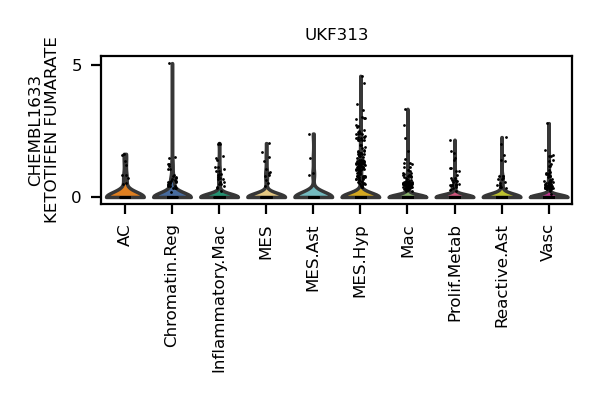 UKF313
CHEMBL1633
KETOTIFEN FUMARATE
5
0
AC
Chromatin.Reg
Inflammatory.Mac
MES
MES.Ast
MES.Hyp
Mac
Prolif.Metab
Reactive.Ast
Vasc